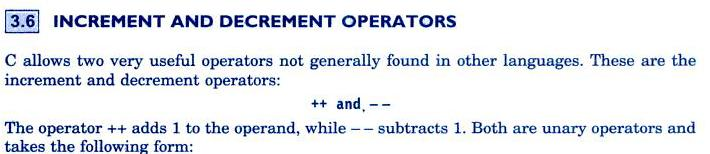 3.6 INCREMENT AND DECREMENT OPERATORS
C allows two very useful operators not generally found in other languages. These are the
increment and decrement operators:
++ and -- 
The operator ++ adds 1 to the operand, while -- subtracts 1. Both are unary operators and
takes the following form: